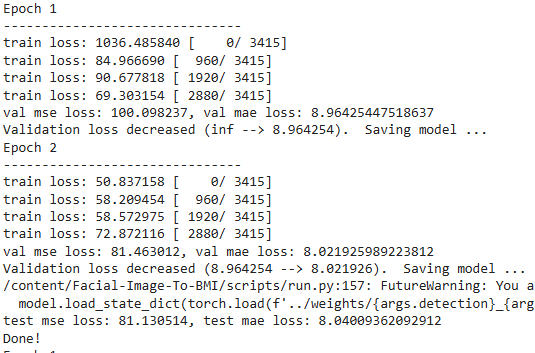 Epoch 1
-------------------------------
train loss: 1036.485840 [    0/ 3415]
train loss: 84.966690 [  960/ 3415]
train loss: 90.677818 [ 1920/ 3415]
train loss: 69.303154 [ 2880/ 3415]
val mse loss: 100.098237, val mae loss: 8.96425447518637
Validation loss decreased (inf --> 8.964254).  Saving model ...
Epoch 2
-------------------------------
train loss: 50.837158 [    0/ 3415]
train loss: 58.209454 [  960/ 3415]
train loss: 58.572975 [ 1920/ 3415]
train loss: 72.872116 [ 2880/ 3415]
val mse loss: 81.463012, val mae loss: 8.021925989223812
Validation loss decreased (8.964254 --> 8.021926).  Saving model ...
/content/Facial-Image-To-BMI/scripts/run.py:157: FutureWarning: You a
  model.load_state_dict(torch.load(f'../weights/{args.detection}_{arg
test mse loss: 81.130514, test mae loss: 8.04009362092912
Done!
Epoch 1